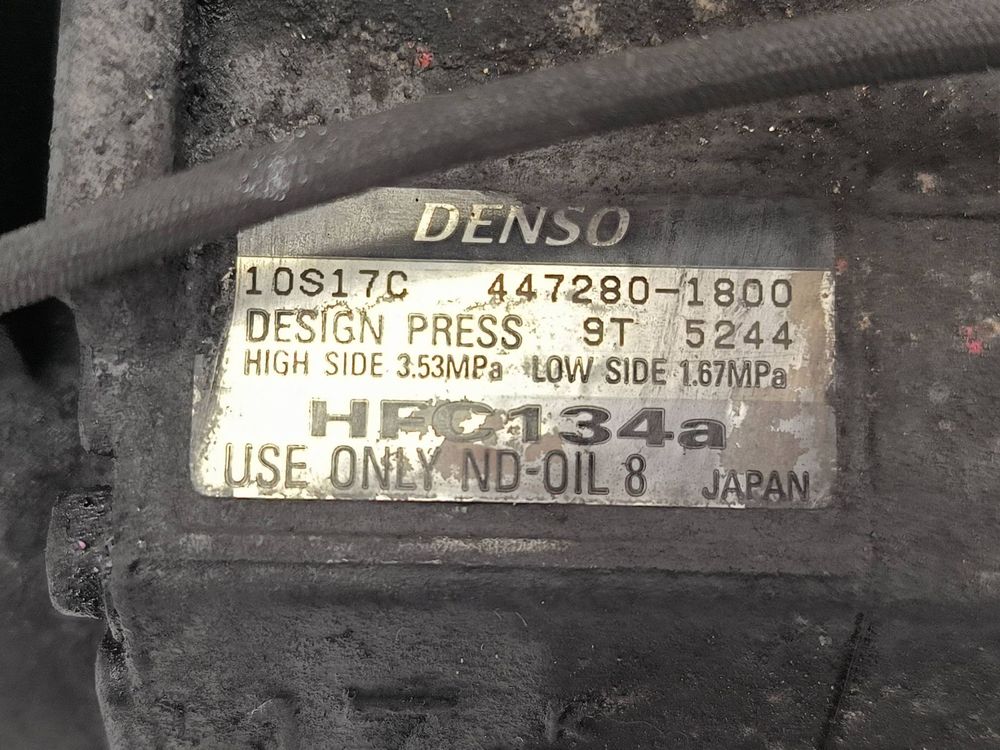 DENSO
10S17C 447280-1800
DESIGN PRESS 9T 5244
HIGH SIDE 3.53MPa LOW SIDE 1.67MPa
HFC134a
USE ONLY ND-OIL 8 JAPAN